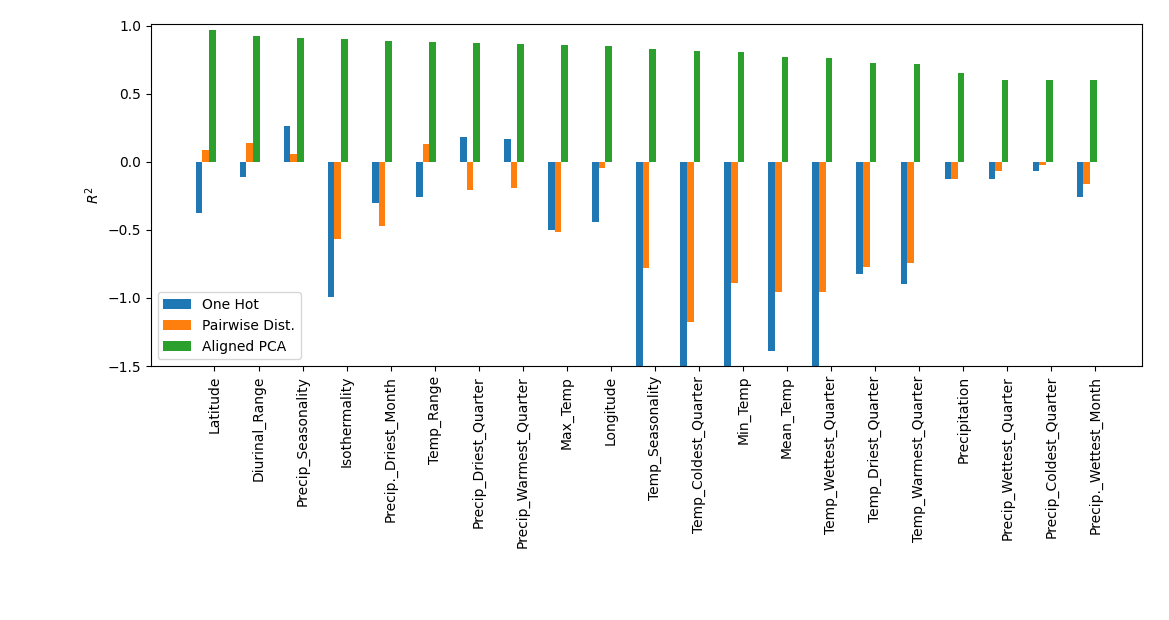 1.0
0.5
0.0
−0.5
−1.0
−1.5
R²
One Hot
Pairwise Dist.
Aligned PCA
Latitude
Diurinal_Range
Precip_Seasonality
Isothermality
Precip._Driest_Month
Temp_Range
Precip_Driest_Quarter
Precip_Warmest_Quarter
Max_Temp
Longitude
Temp_Seasonality
Temp_Coldest_Quarter
Min_Temp
Mean_Temp
Temp_Wettest_Quarter
Temp_Driest_Quarter
Temp_Warmest_Quarter
Precipitation
Precip_Wettest_Quarter
Precip_Coldest_Quarter
Precip._Wettest_Month